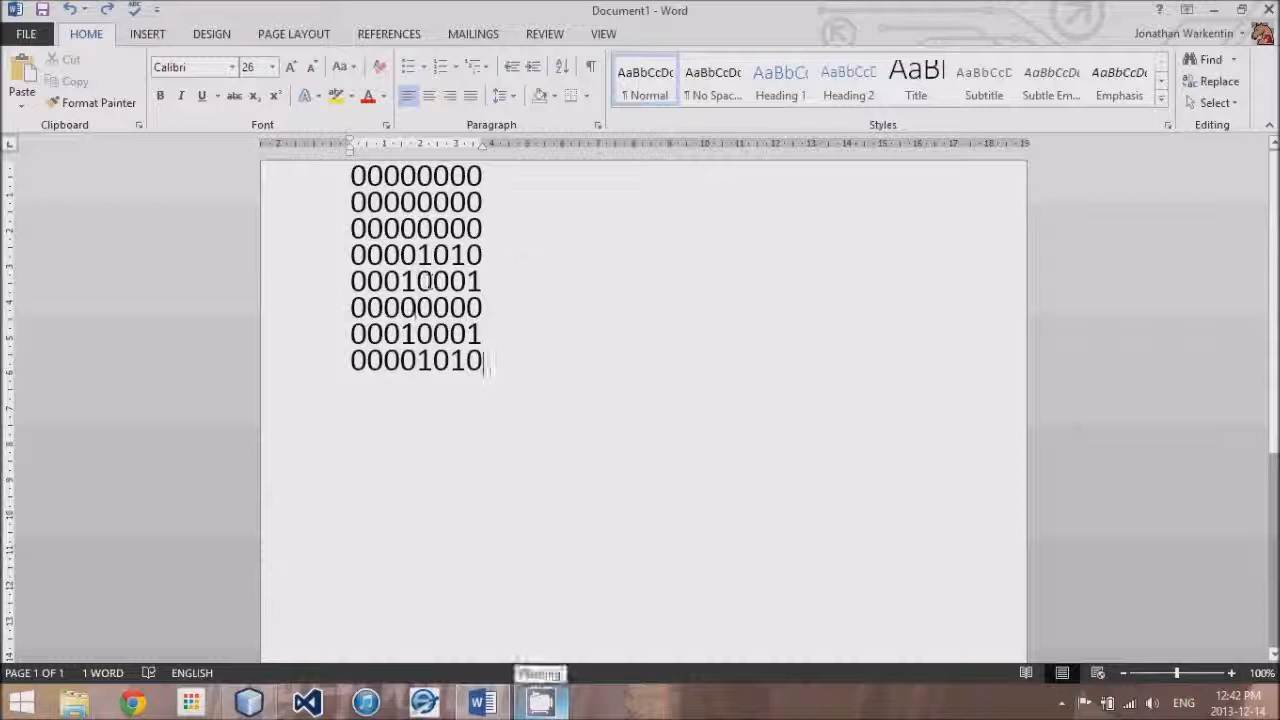 Document1 - Word
?
FILE HOME INSERT DESIGN PAGE LAYOUT REFERENCES MAILINGS REVIEW VIEW Jonathan Warkentin
Paste
Cut
Copy
Format Painter
Clipboard
Calibri 26
Font
Paragraph
AaBbCcDc AaBbCcDc AaBbCc AaBbCcC AaBl AaBbCcC AaBbCcDc AaBbCcDc
¶ Normal ¶ No Spac... Heading 1 Heading 2 Title Subtitle Subtle Em... Emphasis
Styles
Find
Replace
Select
Editing
00000000
00000000
00000000
00001010
00010001
00000000
00010001
00001010
PAGE 1 OF 1 1 WORD ENGLISH 100%
ENG
12:42 PM
2013-12-14